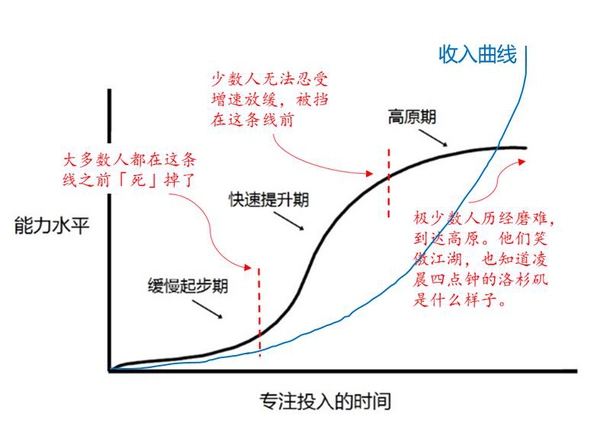 收入曲线
少数人无法忍受
增速放缓，被挡
在这条线前
高原期
大多数人都在这条
线之前「死」掉了
快速提升期
能力水平
极少数人历经磨难，
到达高原。他们笑
傲江湖，也知道凌
晨四点钟的洛杉矶
是什么样子。
缓慢起步期
专注投入的时间